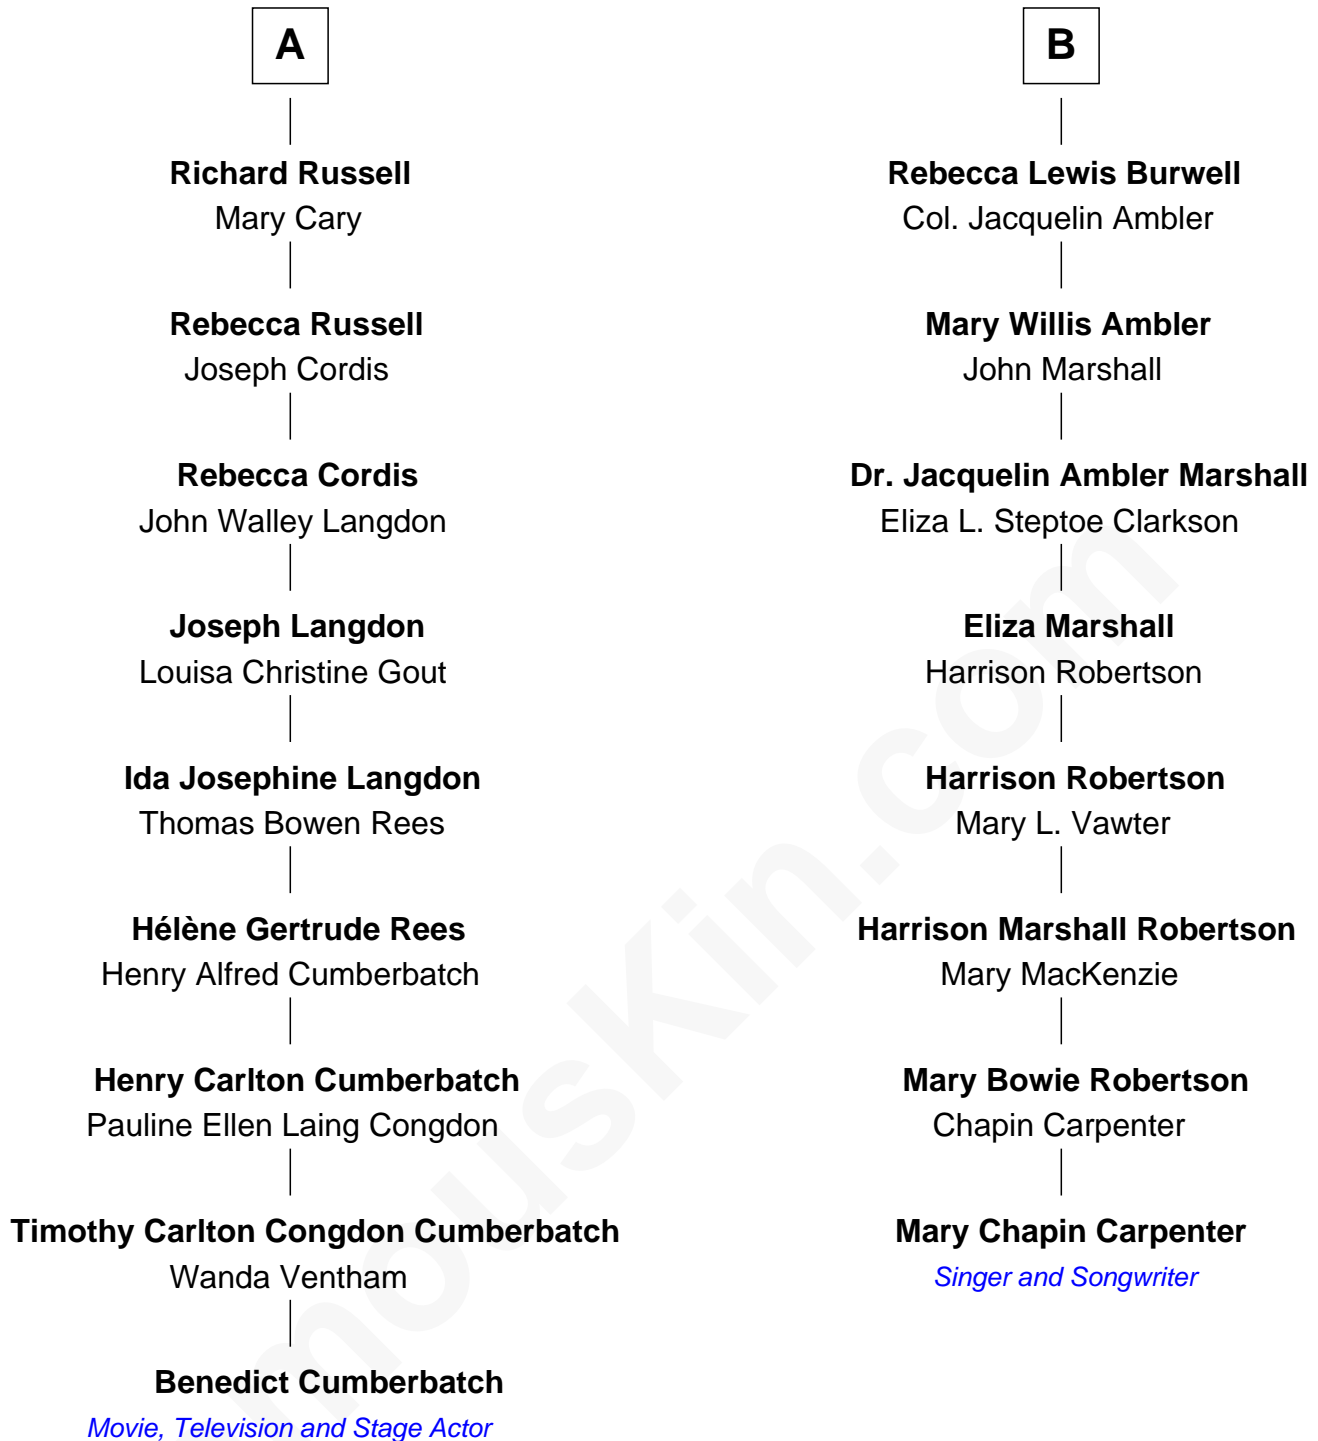 A
Richard Russell
Mary Cary
Rebecca Russell
Joseph Cordis
Rebecca Cordis
John Walley Langdon
Joseph Langdon
Louisa Christine Gout
Ida Josephine Langdon
Thomas Bowen Rees
Hélène Gertrude Rees
Henry Alfred Cumberbatch
Henry Carlton Cumberbatch
Pauline Ellen Laing Congdon
Timothy Carlton Congdon Cumberbatch
Wanda Ventham
Benedict Cumberbatch
Movie, Television and Stage Actor
B
Rebecca Lewis Burwell
Col. Jacquelin Ambler
Mary Willis Ambler
John Marshall
Dr. Jacquelin Ambler Marshall
Eliza L. Steptoe Clarkson
Eliza Marshall
Harrison Robertson
Harrison Robertson
Mary L. Vawter
Harrison Marshall Robertson
Mary MacKenzie
Mary Bowie Robertson
Chapin Carpenter
Mary Chapin Carpenter
Singer and Songwriter
mousKin.com